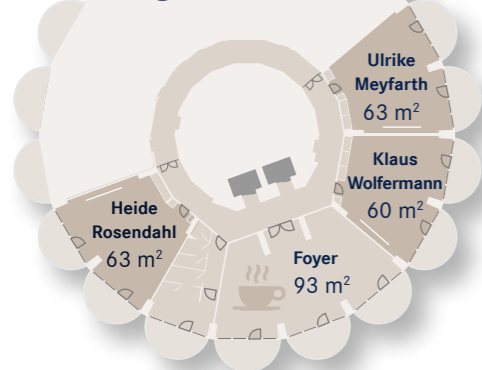 Ulrike
Meyfarth
63 m²
Klaus
Wolfermann
60 m²
Heide
Rosendahl
63 m²
Foyer
93 m²